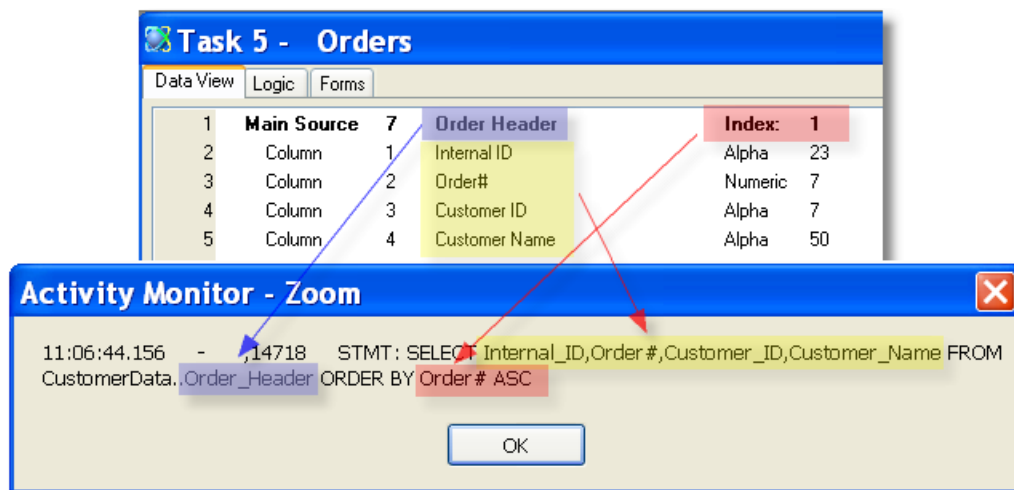 Task 5 - Orders
Data View Logic Forms
1 Main Source 7 Order Header Index: 1
2 Column 1 Internal ID Alpha 23
3 Column 2 Order# Numeric 7
4 Column 3 Customer ID Alpha 7
5 Column 4 Customer Name Alpha 50
Activity Monitor - Zoom
11:06:44.156 - ,14718 STMT: SELECT Internal_ID,Order#,Customer_ID,Customer_Name FROM
CustomerData..Order_Header ORDER BY Order# ASC
OK